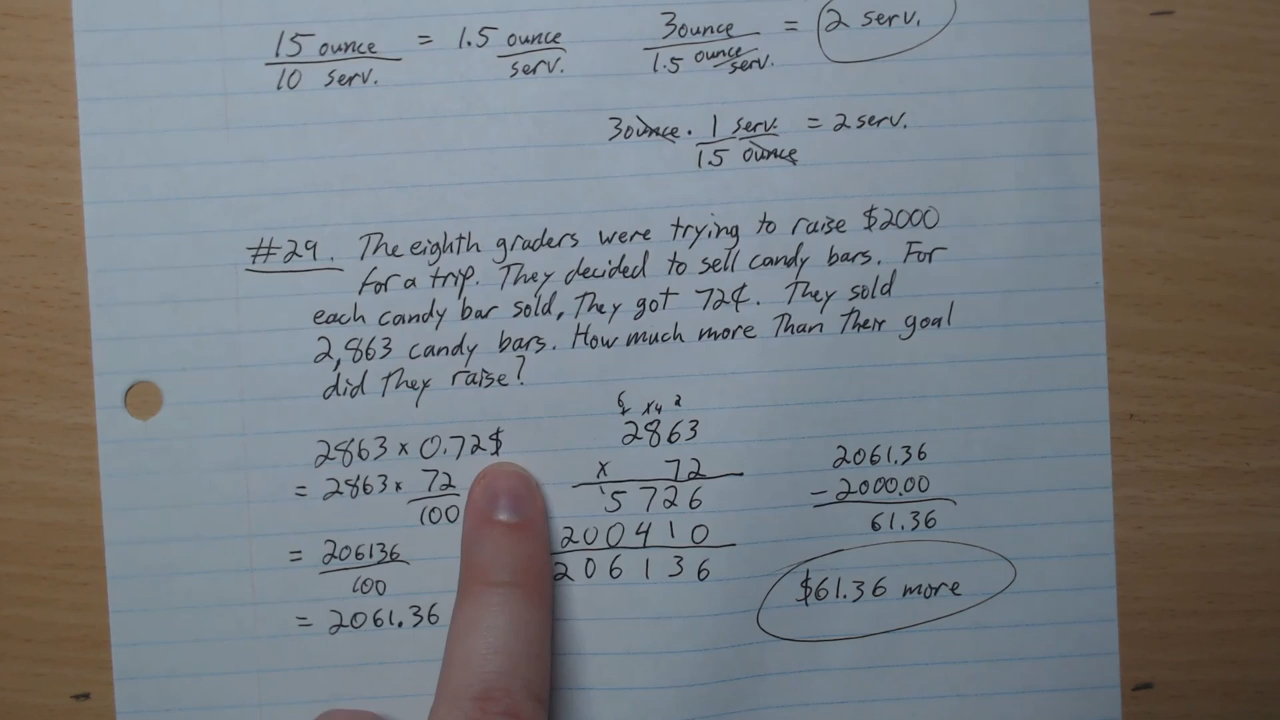 15 ounce / 10 serv. = 1.5 ounce / serv.
3 ounce / 1.5 ounce/serv. = 2 serv.
3 ounce · 1 serv. / 1.5 ounce = 2 serv.
#29. The eighth graders were trying to raise $2000
for a trip. They decided to sell candy bars. For
each candy bar sold, They got 72¢. They sold
2,863 candy bars. How much more Than Their goal
did They raise?
2863 × 0.72$
= 2863 × 72 / 100
= 206136 / 100
= 2061.36
2863
x 72
5726
200410
206136
2061.36
- 2000.00
61.36
$61.36 more